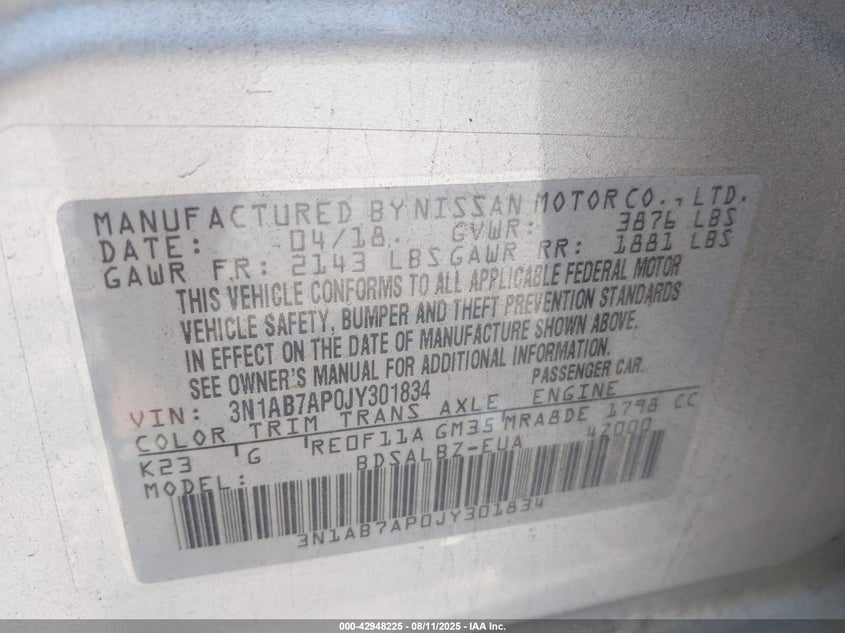 MANUFACTURED BY NISSAN MOTOR CO., LTD.
DATE: 04/18. GVWR: 3876 LBS
GAWR FR: 2143 LBS GAWR RR: 1881 LBS
THIS VEHICLE CONFORMS TO ALL APPLICABLE FEDERAL MOTOR
VEHICLE SAFETY, BUMPER AND THEFT PREVENTION STANDARDS
IN EFFECT ON THE DATE OF MANUFACTURE SHOWN ABOVE.
SEE OWNER'S MANUAL FOR ADDITIONAL INFORMATION.
VIN: 3N1AB7AP0JY301834 PASSENGER CAR.
COLOR TRIM TRANS AXLE ENGINE
K23 G RE0F11A GM35 MRA8DE 1798 CC
MODEL: BDSALBZ-EUA 47000
3N1AB7AP0JY301834
000-42948225 - 08/11/2025 - IAA Inc.